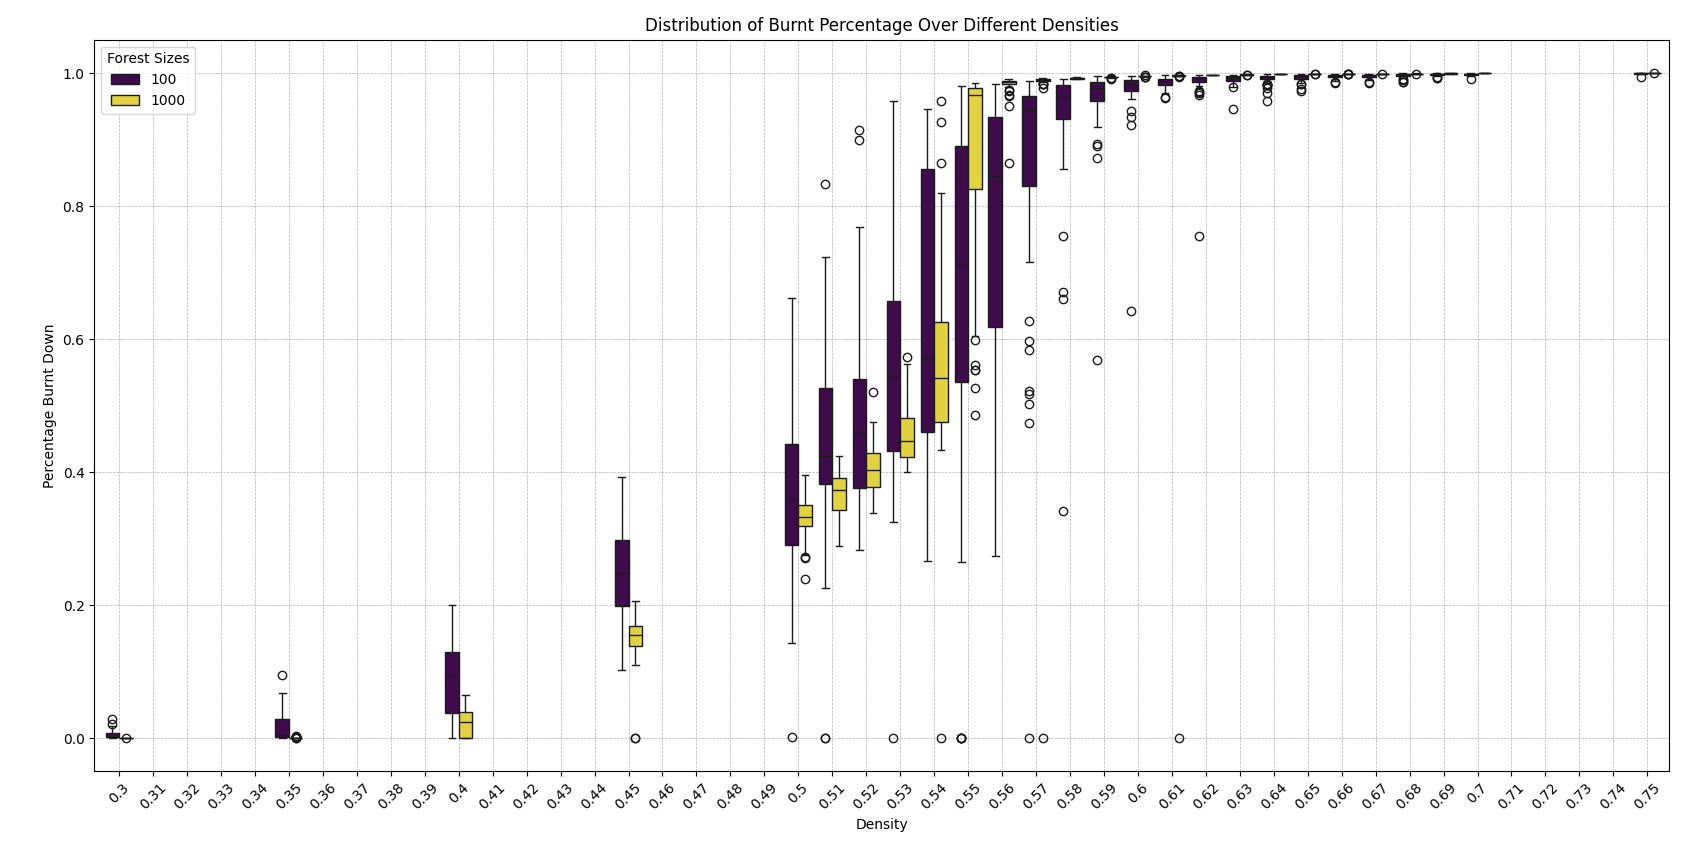 Distribution of Burnt Percentage Over Different Densities
Forest Sizes
100
1000
Percentage Burnt Down
1.0
0.8
0.6
0.4
0.2
0.0
0.3 0.31 0.32 0.33 0.34 0.35 0.36 0.37 0.38 0.39 0.4 0.41 0.42 0.43 0.44 0.45 0.46 0.47 0.48 0.49 0.5 0.51 0.52 0.53 0.54 0.55 0.56 0.57 0.58 0.59 0.6 0.61 0.62 0.63 0.64 0.65 0.66 0.67 0.68 0.69 0.7 0.71 0.72 0.73 0.74 0.75
Density